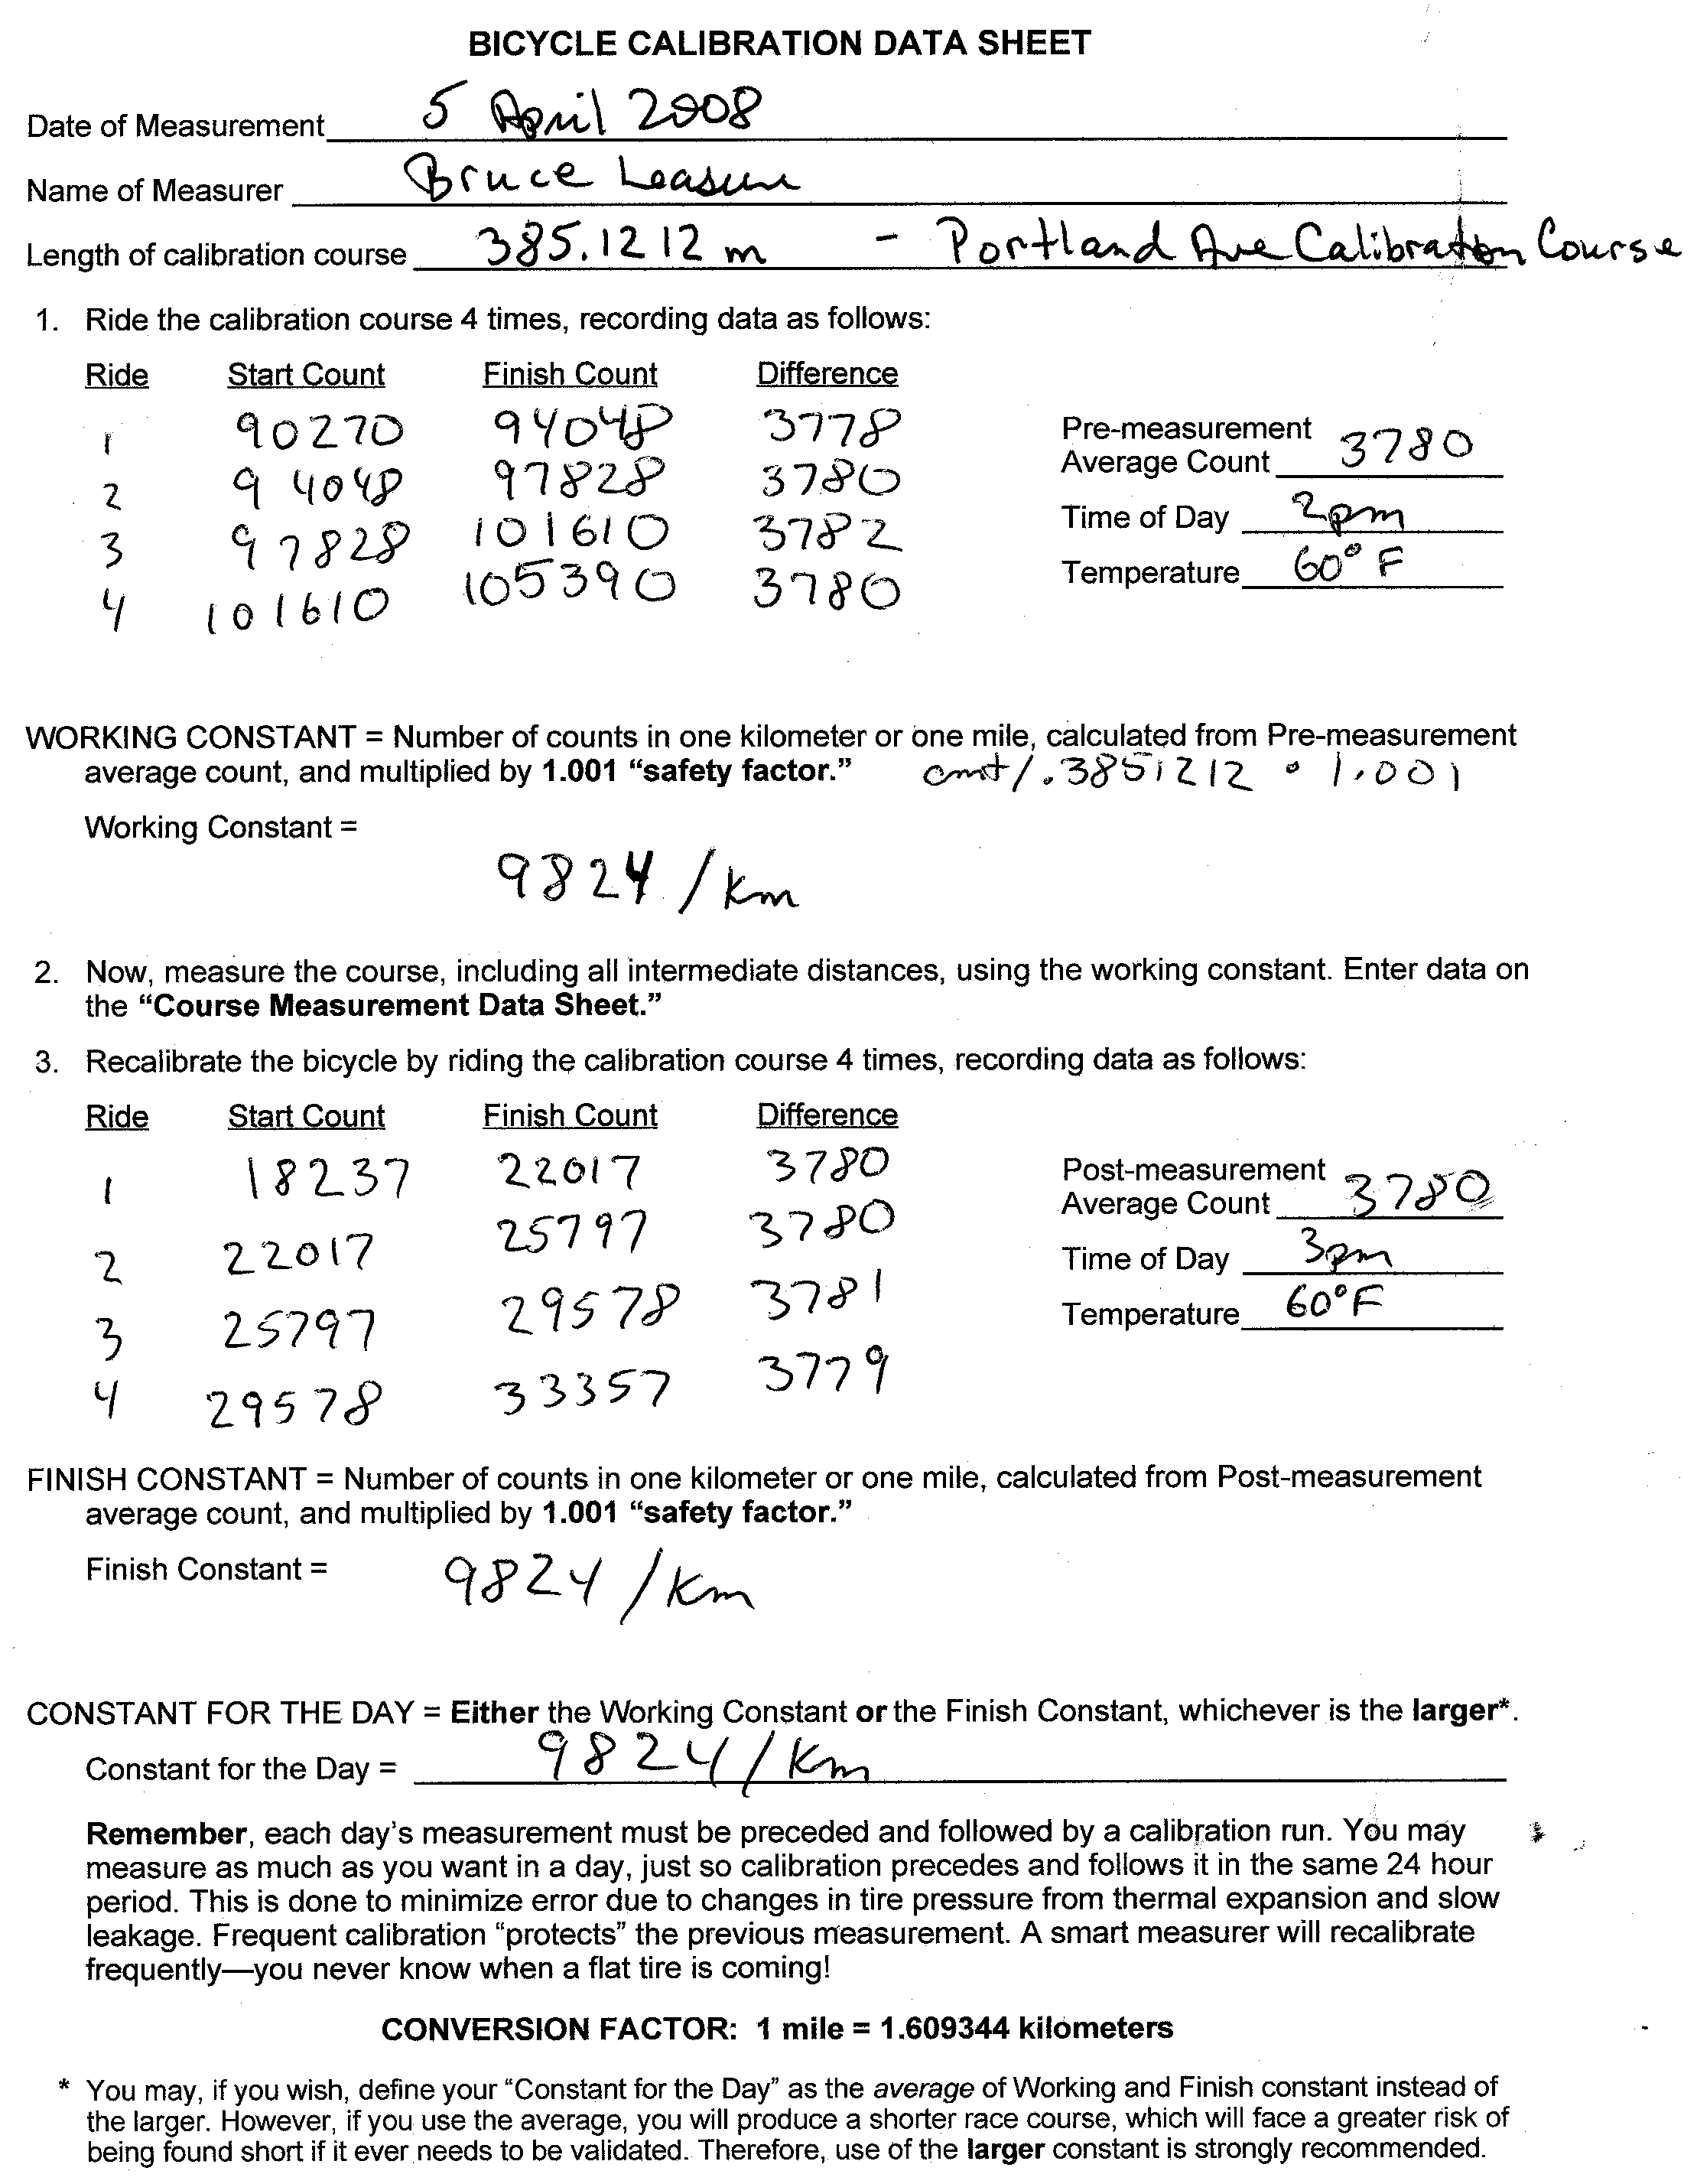 BICYCLE CALIBRATION DATA SHEET
Date of Measurement 5 April 2008
Name of Measurer Bruce Leasure
Length of calibration course 385.1212 m - Portland Ave Calibration Course
1. Ride the calibration course 4 times, recording data as follows:
Ride Start Count Finish Count Difference
1 90270 94048 3778
2 94048 97828 3780
3 97828 101610 3782
4 101610 105390 3780
Pre-measurement
Average Count 3780
Time of Day 2pm
Temperature 60° F
WORKING CONSTANT = Number of counts in one kilometer or one mile, calculated from Pre-measurement
average count, and multiplied by 1.001 “safety factor.” cnt/.3851212 • 1.001
Working Constant =
9824 /km
2. Now, measure the course, including all intermediate distances, using the working constant. Enter data on
the “Course Measurement Data Sheet.”
3. Recalibrate the bicycle by riding the calibration course 4 times, recording data as follows:
Ride Start Count Finish Count Difference
1 18237 22017 3780
2 22017 25797 3780
3 25797 29578 3781
4 29578 33357 3779
Post-measurement
Average Count 3780
Time of Day 3pm
Temperature 60°F
FINISH CONSTANT = Number of counts in one kilometer or one mile, calculated from Post-measurement
average count, and multiplied by 1.001 “safety factor.”
Finish Constant = 9824 /km
CONSTANT FOR THE DAY = Either the Working Constant or the Finish Constant, whichever is the larger*.
Constant for the Day = 9824/km
Remember, each day’s measurement must be preceded and followed by a calibration run. You may
measure as much as you want in a day, just so calibration precedes and follows it in the same 24 hour
period. This is done to minimize error due to changes in tire pressure from thermal expansion and slow
leakage. Frequent calibration “protects” the previous measurement. A smart measurer will recalibrate
frequently—you never know when a flat tire is coming!
CONVERSION FACTOR: 1 mile = 1.609344 kilometers
* You may, if you wish, define your “Constant for the Day” as the average of Working and Finish constant instead of
the larger. However, if you use the average, you will produce a shorter race course, which will face a greater risk of
being found short if it ever needs to be validated. Therefore, use of the larger constant is strongly recommended.